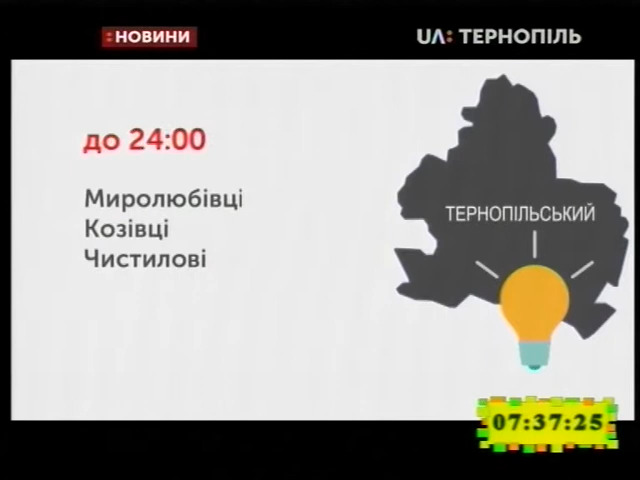 :НОВИНИ
UA: ТЕРНОПІЛЬ
до 24:00
Миролюбівці
Козівці
Чистилові
ТЕРНОПІЛЬСЬКИЙ
07:37:25